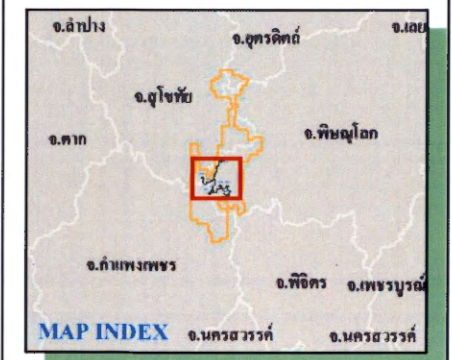 จ.ลำปาง
จ.อุตรดิตถ์
จ.เลย
จ.สุโขทัย
จ.ตาก
จ.พิษณุโลก
จ.กำแพงเพชร
จ.พิจิตร
จ.เพชรบูรณ์
MAP INDEX
จ.นครสวรรค์
จ.นครสวรรค์